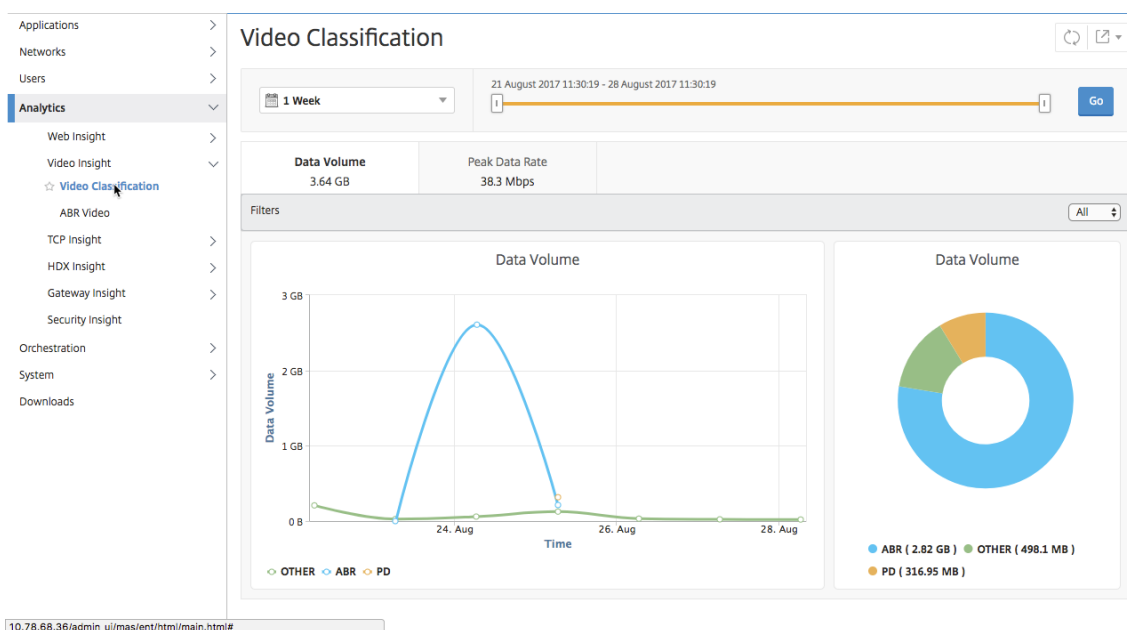 Applications
Networks
Users
Analytics
Web Insight
Video Insight
Video Classification
ABR Video
TCP Insight
HDX Insight
Gateway Insight
Security Insight
Orchestration
System
Downloads
Video Classification
1 Week
21 August 2017 11:30:19 - 28 August 2017 11:30:19
Go
Data Volume
3.64 GB
Peak Data Rate
38.3 Mbps
Filters
All
Data Volume
3 GB
2 GB
1 GB
0 B
Data Volume
24. Aug
26. Aug
28. Aug
Time
OTHER ABR PD
Data Volume
ABR ( 2.82 GB ) OTHER ( 498.1 MB )
PD ( 316.95 MB )
10.78.68.36/admin_ui/mas/ent/html/main.html#